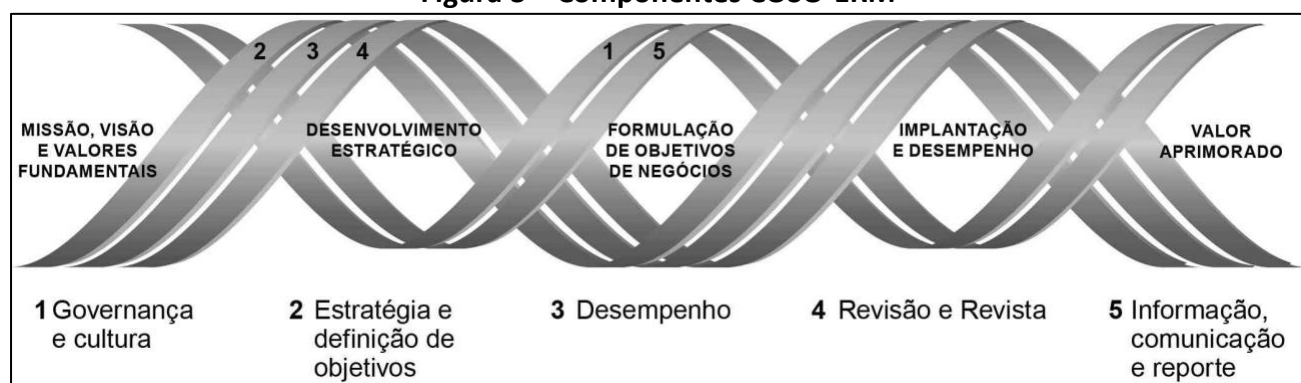 Figura 3 – Componentes COSO-ERM
2 3 4
1 5
MISSÃO, VISÃO
E VALORES
FUNDAMENTAIS
DESENVOLVIMENTO
ESTRATÉGICO
FORMULAÇÃO
DE OBJETIVOS
DE NEGÓCIOS
IMPLANTAÇÃO
E DESEMPENHO
VALOR
APRIMORADO
1 Governança
e cultura
2 Estratégia e
definição de
objetivos
3 Desempenho
4 Revisão e Revista
5 Informação,
comunicação
e reporte